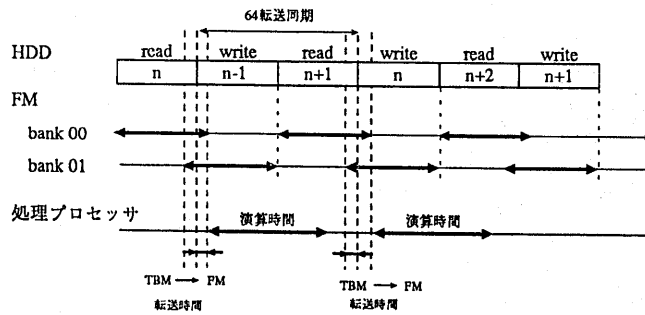 64転送周期
HDD read write read write read write
n n-1 n+1 n n+2 n+1
FM
bank 00
bank 01
処理プロセッサ 演算時間 演算時間
TBM → FM TBM → FM
転送時間 転送時間